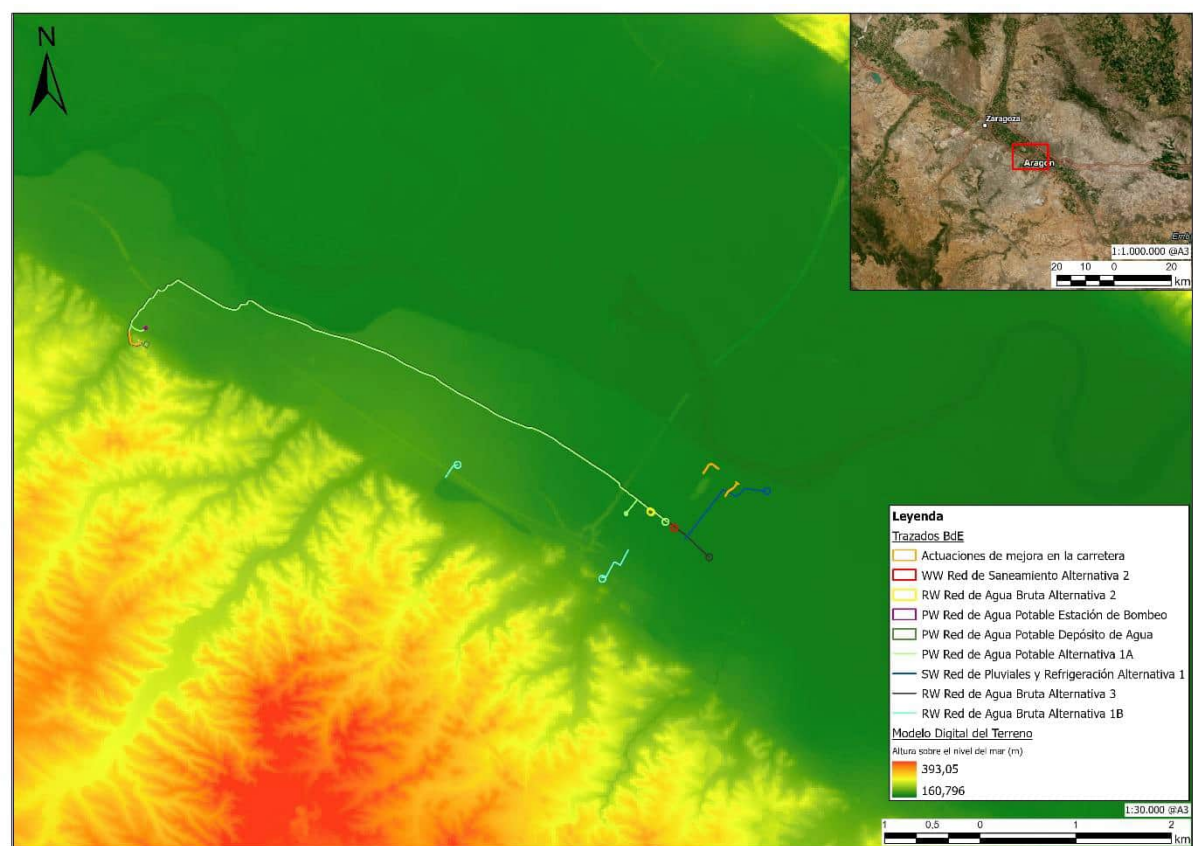 N
Zaragoza
Aragón
1:1.000.000 @A3
20 10 0 20
km
Leyenda
Trazados BdE
Actuaciones de mejora en la carretera
WW Red de Saneamiento Alternativa 2
RW Red de Agua Bruta Alternativa 2
PW Red de Agua Potable Estación de Bombeo
PW Red de Agua Potable Depósito de Agua
PW Red de Agua Potable Alternativa 1A
SW Red de Pluviales y Refrigeración Alternativa 1
RW Red de Agua Bruta Alternativa 3
RW Red de Agua Bruta Alternativa 1B
Modelo Digital del Terreno
Altura sobre el nivel del mar (m)
393,05
160,796
1:30.000 @A3
1 0,5 0 1 2
km